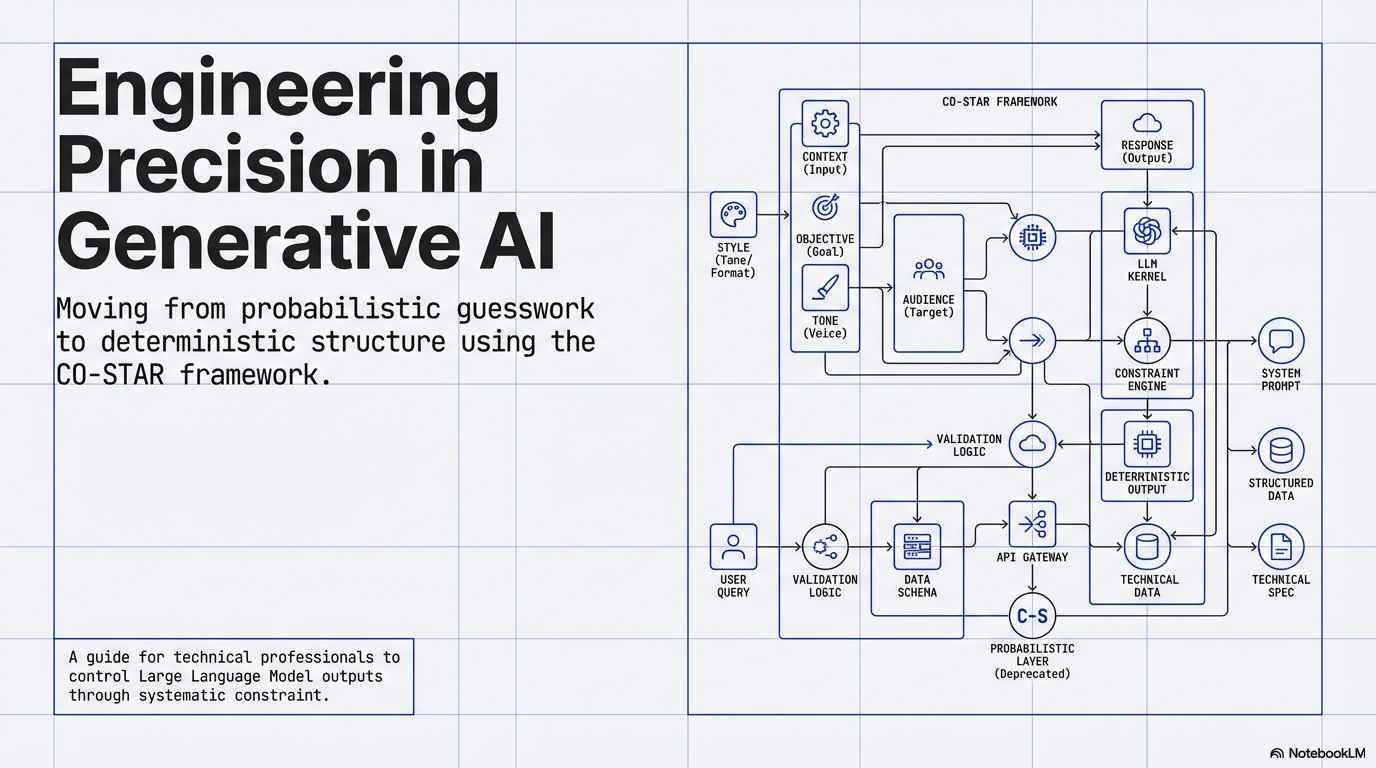 Engineering
Precision in
Generative AI
Moving from probabilistic guesswork
to deterministic structure using the
CO-STAR framework.
A guide for technical professionals to
control Large Language Model outputs
through systematic constraint.
CO-STAR FRAHENORK
CONTEXT
(Input)
RESPONSE
(Output)
STYLE
(Tane/
Format)
OBJECTIVE
(Goal)
LLM
KERNEL
AUDIENCE
(Target)
TONE
(Veice)
CONSTRAINT
ENGINE
SYSTEM
PROMPT
VALIDATION
LOGIC
DETERMINISTIC
OUTPUT
STRUCTURED
DATA
API GATEWAY
USER
QUERY
VALIDATION
LOGIC
DATA
SCHEMA
TECHNICAL
DATA
TECHNICAL
SPEC
C-S
PROBABILISTIC
LAYER
(Deprecated)
NotebookLM